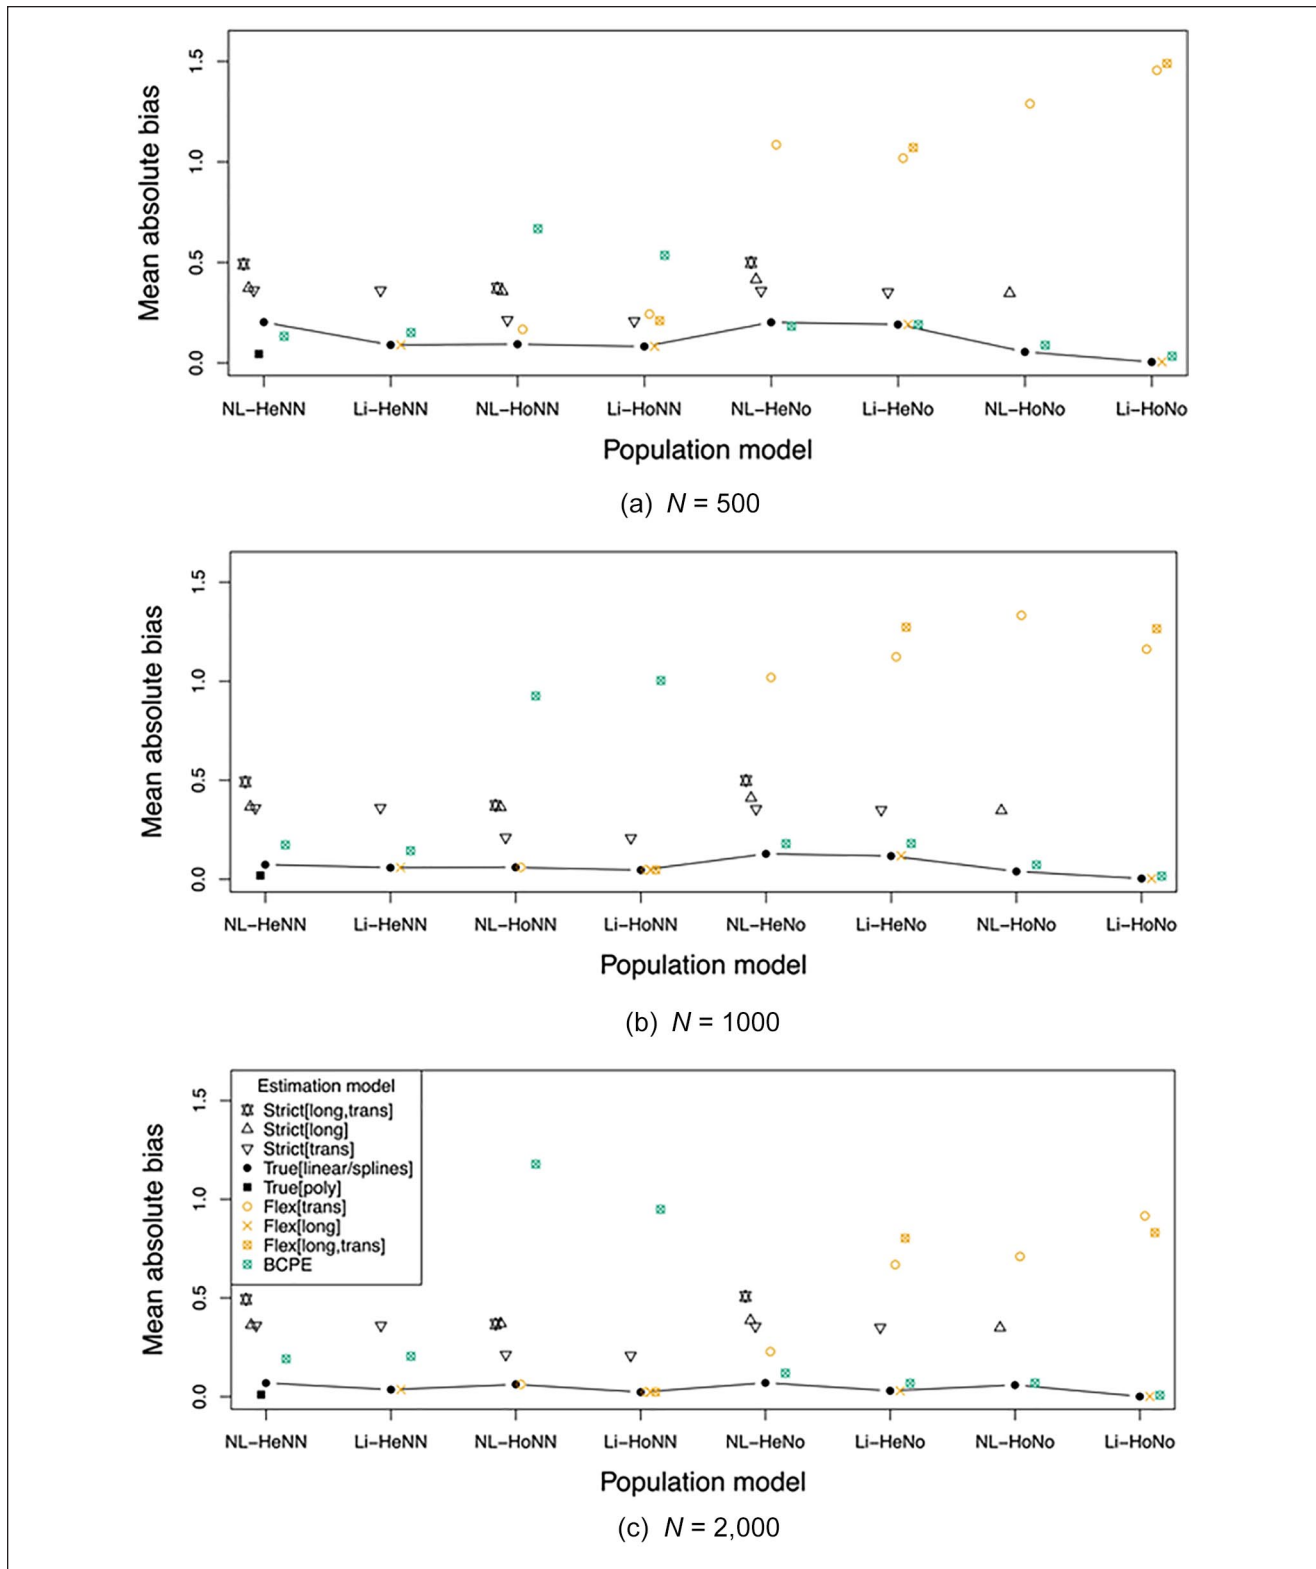 Mean absolute bias
1.5
1.0
0.5
0.0
NL–HeNN Li–HeNN NL–HoNN Li–HoNN NL–HeNo Li–HeNo NL–HoNo Li–HoNo
Population model
(a) N = 500
Mean absolute bias
1.5
1.0
0.5
0.0
NL–HeNN Li–HeNN NL–HoNN Li–HoNN NL–HeNo Li–HeNo NL–HoNo Li–HoNo
Population model
(b) N = 1000
Mean absolute bias
1.5
1.0
0.5
0.0
Estimation model
Strict[long,trans]
Strict[long]
Strict[trans]
True[linear/splines]
True[poly]
Flex[trans]
Flex[long]
Flex[long,trans]
BCPE
NL–HeNN Li–HeNN NL–HoNN Li–HoNN NL–HeNo Li–HeNo NL–HoNo Li–HoNo
Population model
(c) N = 2,000